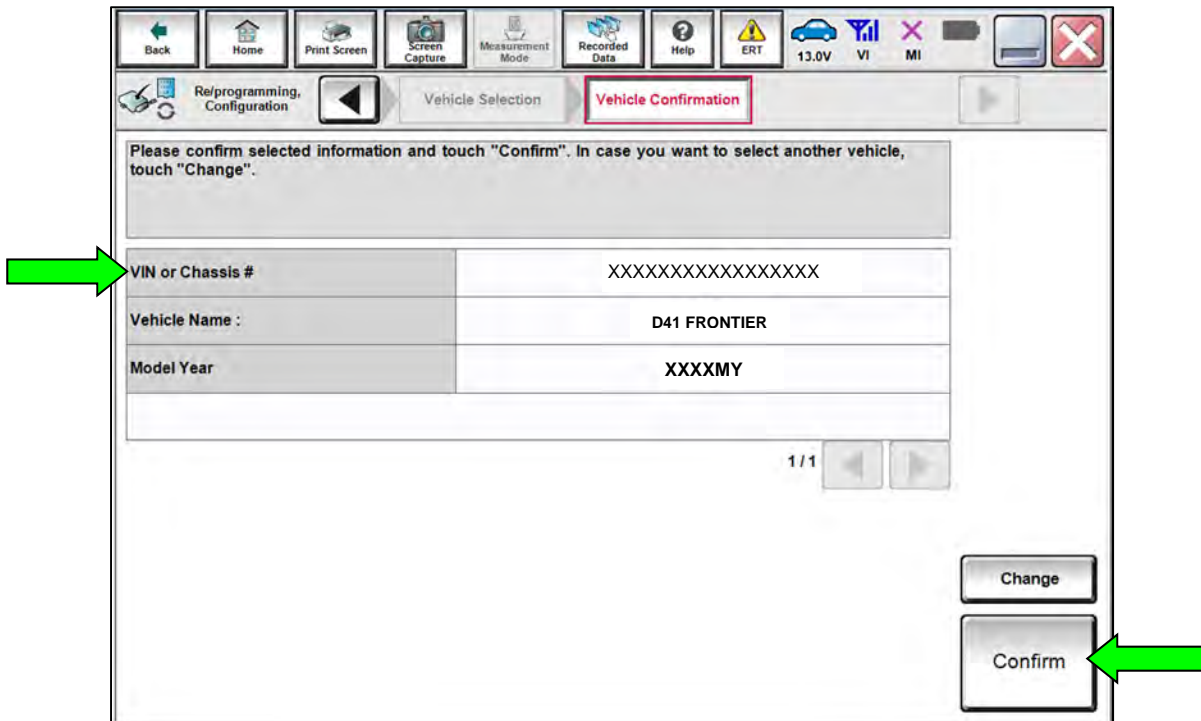 Back
Home
Print Screen
Screen
Capture
Measurement
Mode
Recorded
Data
Help
ERT
13.0V
VI
MI
Re/programming,
Configuration
Vehicle Selection
Vehicle Confirmation
Please confirm selected information and touch "Confirm". In case you want to select another vehicle,
touch "Change".
VIN or Chassis #
XXXXXXXXXXXXXXXXX
Vehicle Name :
D41 FRONTIER
Model Year
XXXXMY
1/1
Change
Confirm